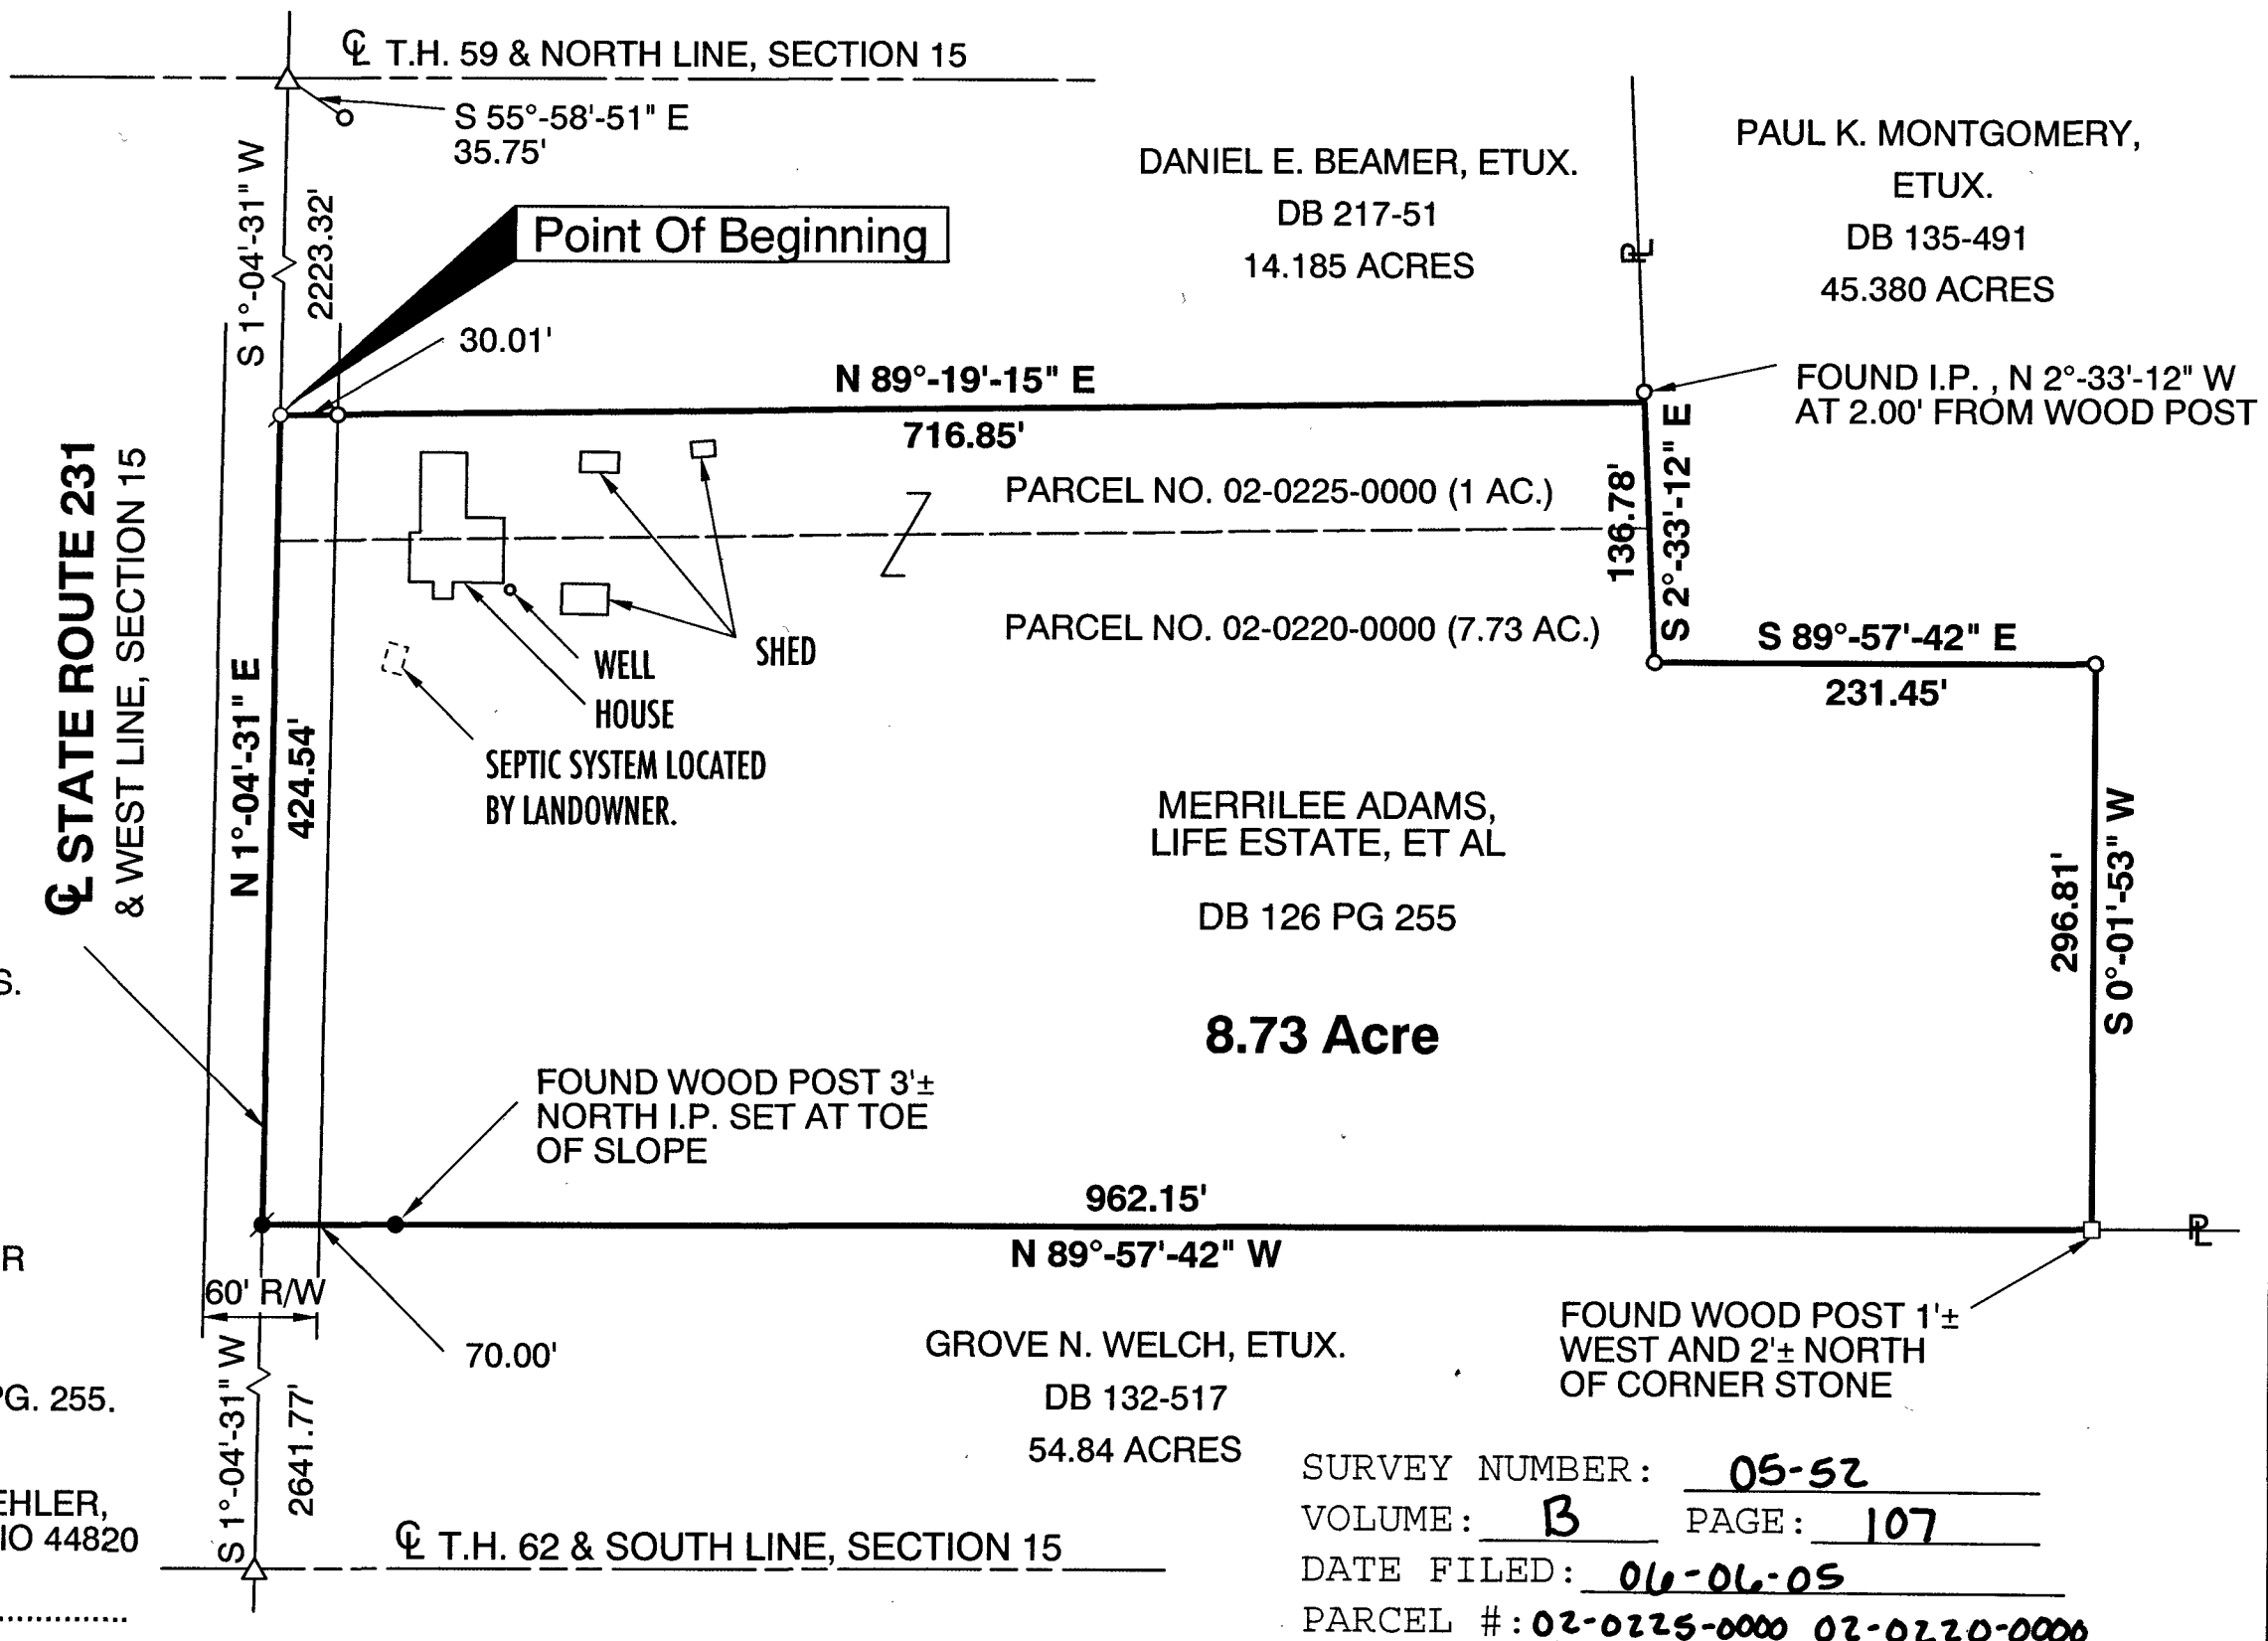 ℄ T.H. 59 & NORTH LINE, SECTION 15
S 55°-58'-51" E
35.75'
S 1°-04'-31" W
2223.32'
Point Of Beginning
30.01'
DANIEL E. BEAMER, ETUX.
DB 217-51
14.185 ACRES
PAUL K. MONTGOMERY,
ETUX.
DB 135-491
45.380 ACRES
PL
N 89°-19'-15" E
716.85'
FOUND I.P. , N 2°-33'-12" W
AT 2.00' FROM WOOD POST
℄ STATE ROUTE 231
& WEST LINE, SECTION 15
PARCEL NO. 02-0225-0000 (1 AC.)
136.78'
S 2°-33'-12" E
PARCEL NO. 02-0220-0000 (7.73 AC.)
S 89°-57'-42" E
231.45'
SHED
WELL
HOUSE
SEPTIC SYSTEM LOCATED
BY LANDOWNER.
N 1°-04'-31" E
424.54'
MERRILEE ADAMS,
LIFE ESTATE, ET AL
DB 126 PG 255
8.73 Acre
296.81'
S 0°-01'-53" W
S.
FOUND WOOD POST 3'±
NORTH I.P. SET AT TOE
OF SLOPE
962.15'
N 89°-57'-42" W
PL
R
60' R/W
70.00'
GROVE N. WELCH, ETUX.
DB 132-517
54.84 ACRES
FOUND WOOD POST 1'±
WEST AND 2'± NORTH
OF CORNER STONE
PG. 255.
S 1°-04'-31" W
2641.77'
EHLER,
IO 44820
℄ T.H. 62 & SOUTH LINE, SECTION 15
SURVEY NUMBER: 05-52
VOLUME: B PAGE: 107
DATE FILED: 06-06-05
PARCEL #: 02-0225-0000 02-0220-0000